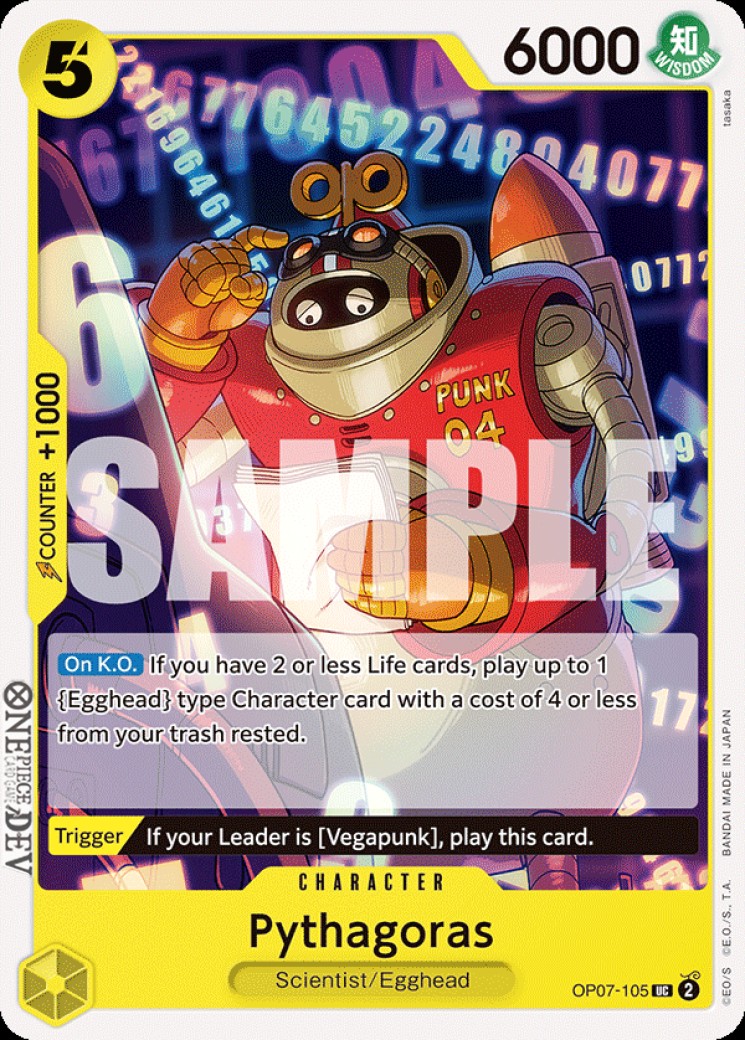 5
6000
知
WISDOM
tasaka
PUNK
04
COUNTER +1000
SAMPLE
On K.O. If you have 2 or less Life cards, play up to 1
{Egghead} type Character card with a cost of 4 or less
from your trash rested.
Trigger If your Leader is [Vegapunk], play this card.
CHARACTER
Pythagoras
Scientist/Egghead
OP07-105 UC 2
ONE PIECE DEV
CARD GAME
©EO/S ©E.O./S., T.A. BANDAI MADE IN JAPAN